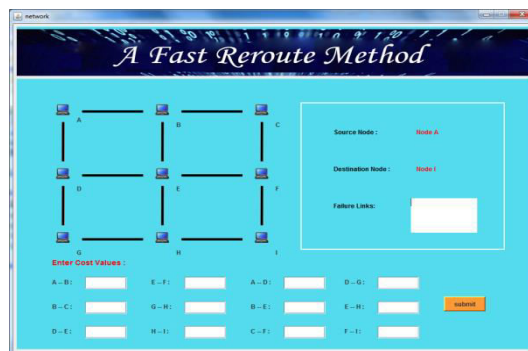 network
A Fast Reroute Method
A B C
D E F
G H I
Source Node : Node A
Destination Node : Node I
Failure Links:
Enter Cost Values :
A -- B : E -- F : A -- D : D -- G :
B -- C : G -- H : B -- E : E -- H :
D -- E : H -- I : C -- F : F -- I :
submit